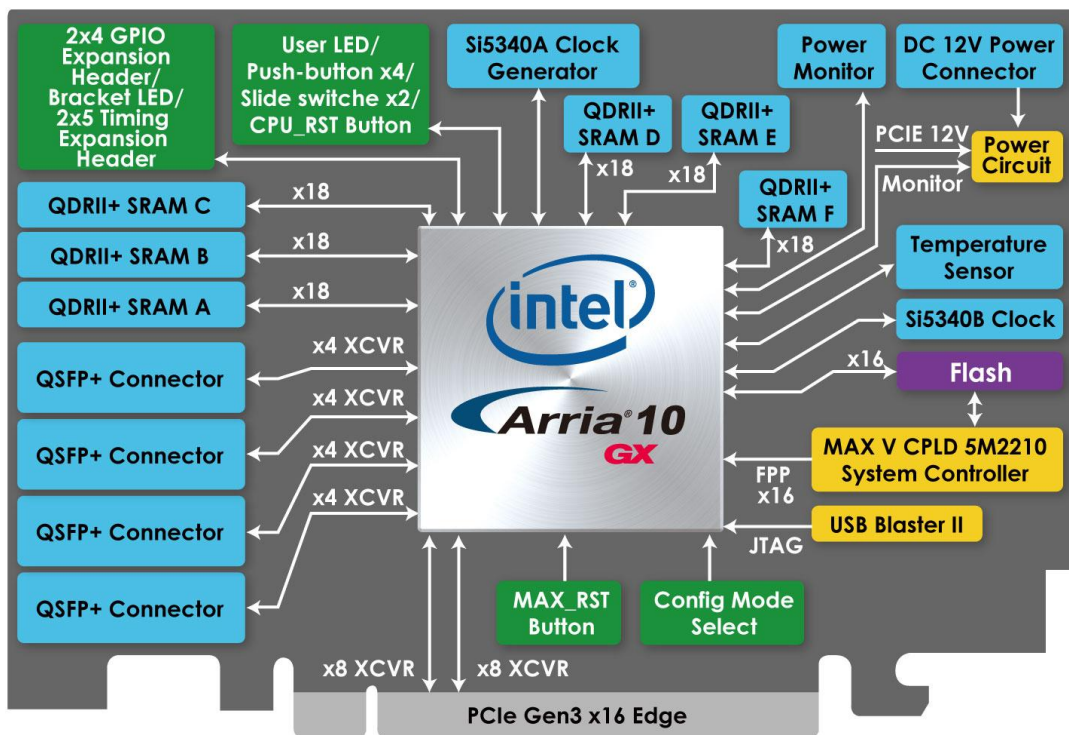 2x4 GPIO
Expansion
Header/
Bracket LED/
2x5 Timing
Expansion
Header
User LED/
Push-button x4/
Slide switche x2/
CPU_RST Button
Si5340A Clock
Generator
Power
Monitor
DC 12V Power
Connector
QDRII+
SRAM D
QDRII+
SRAM E
PCIE 12V
Power
Circuit
x18
x18
Monitor
QDRII+
SRAM F
x18
QDRII+ SRAM C
x18
QDRII+ SRAM B
x18
QDRII+ SRAM A
x18
Temperature
Sensor
Si5340B Clock
x16
Flash
intel®
Arria® 10
GX
x4 XCVR
QSFP+ Connector
x4 XCVR
QSFP+ Connector
x4 XCVR
QSFP+ Connector
x4 XCVR
QSFP+ Connector
MAX V CPLD 5M2210
System Controller
FPP
x16
USB Blaster II
JTAG
MAX_RST
Button
Config Mode
Select
x8 XCVR
x8 XCVR
PCIe Gen3 x16 Edge